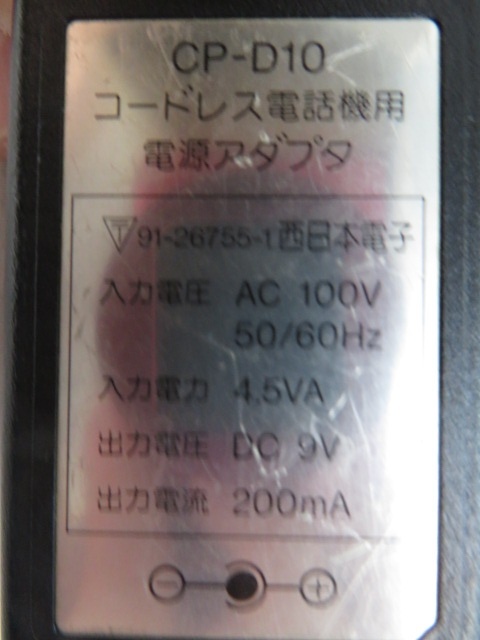 CP-D10
コードレス電話機用
電源アダプタ
91-26755-1 西日本電子
入力電圧 AC 100V
50/60Hz
入力電力 4.5VA
出力電圧 DC 9V
出力電流 200mA